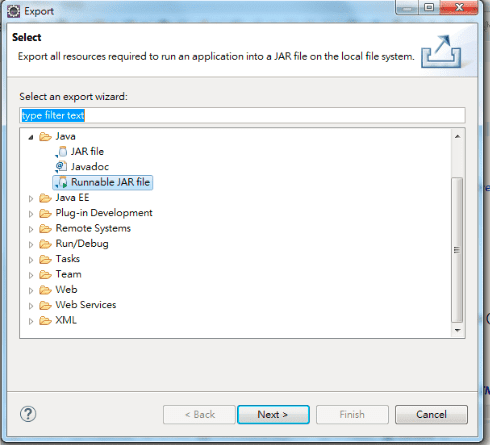 Export
Select
Export all resources required to run an application into a JAR file on the local file system.
Select an export wizard:
type filter text
Java
JAR file
Javadoc
Runnable JAR file
Java EE
Plug-in Development
Remote Systems
Run/Debug
Tasks
Team
Web
Web Services
XML
? < Back Next > Finish Cancel